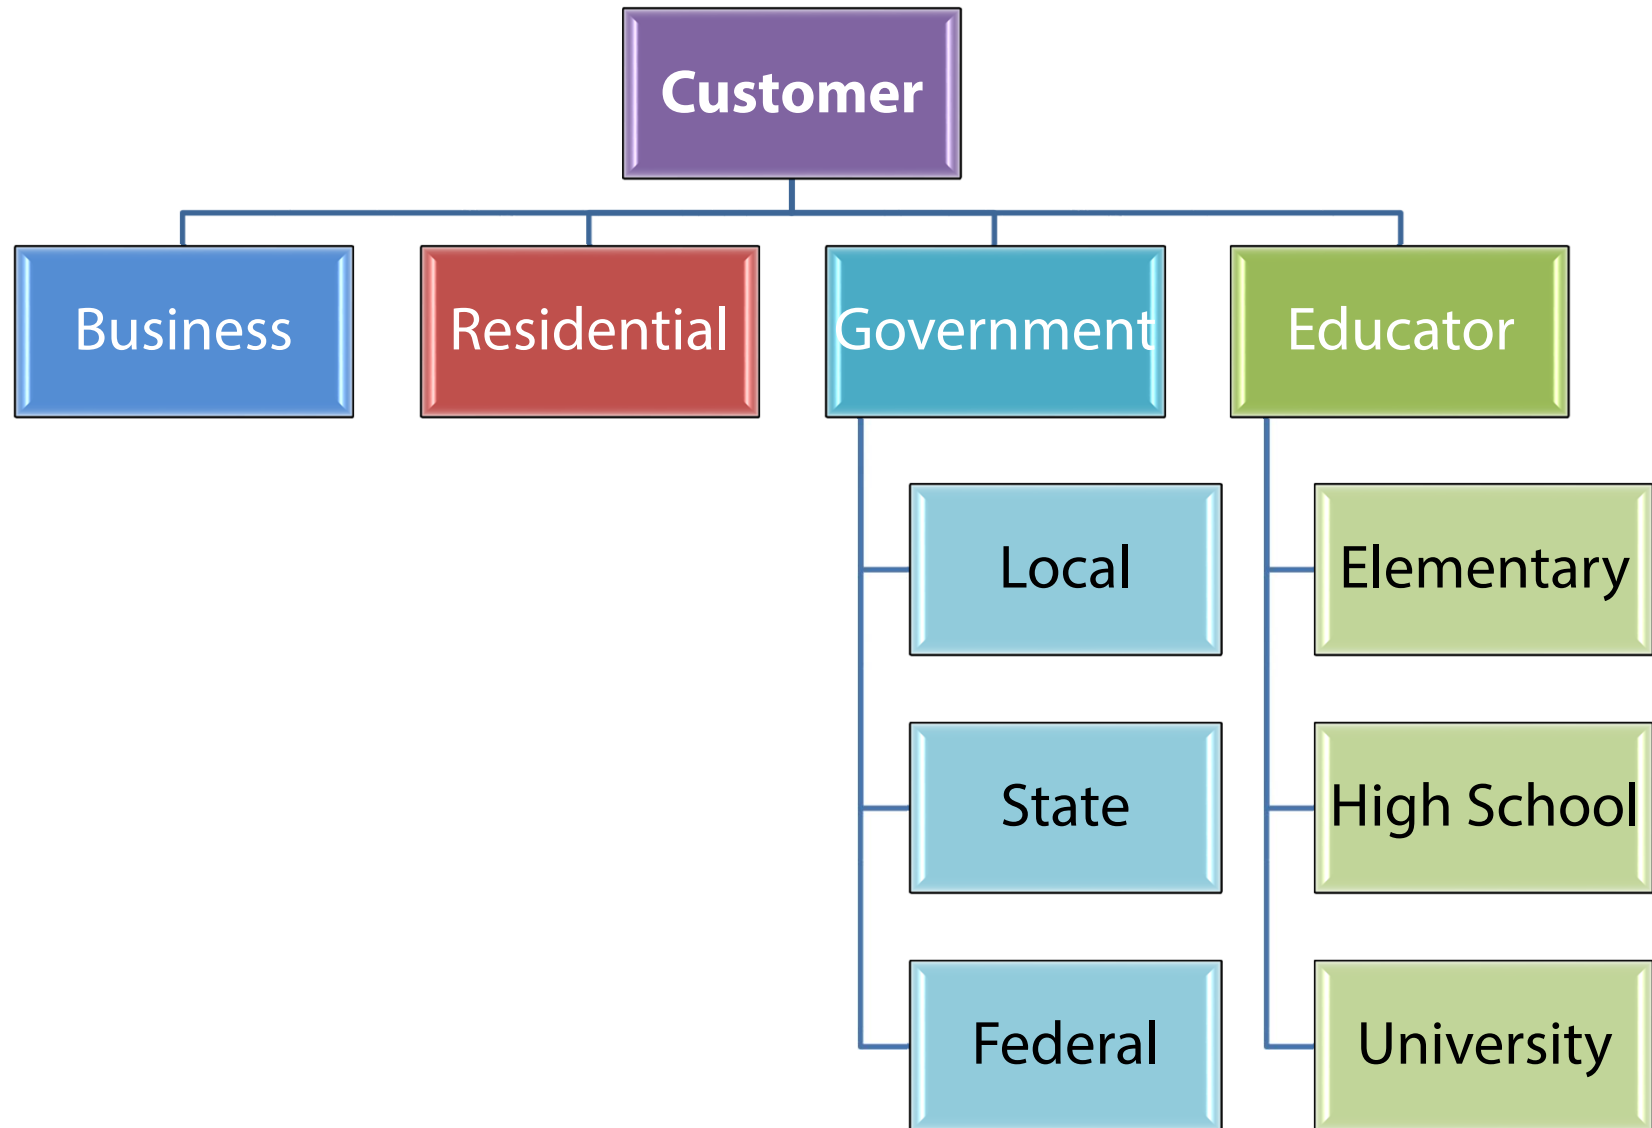 Customer
Business
Residential
Government
Educator
Local
Elementary
State
High School
Federal
University